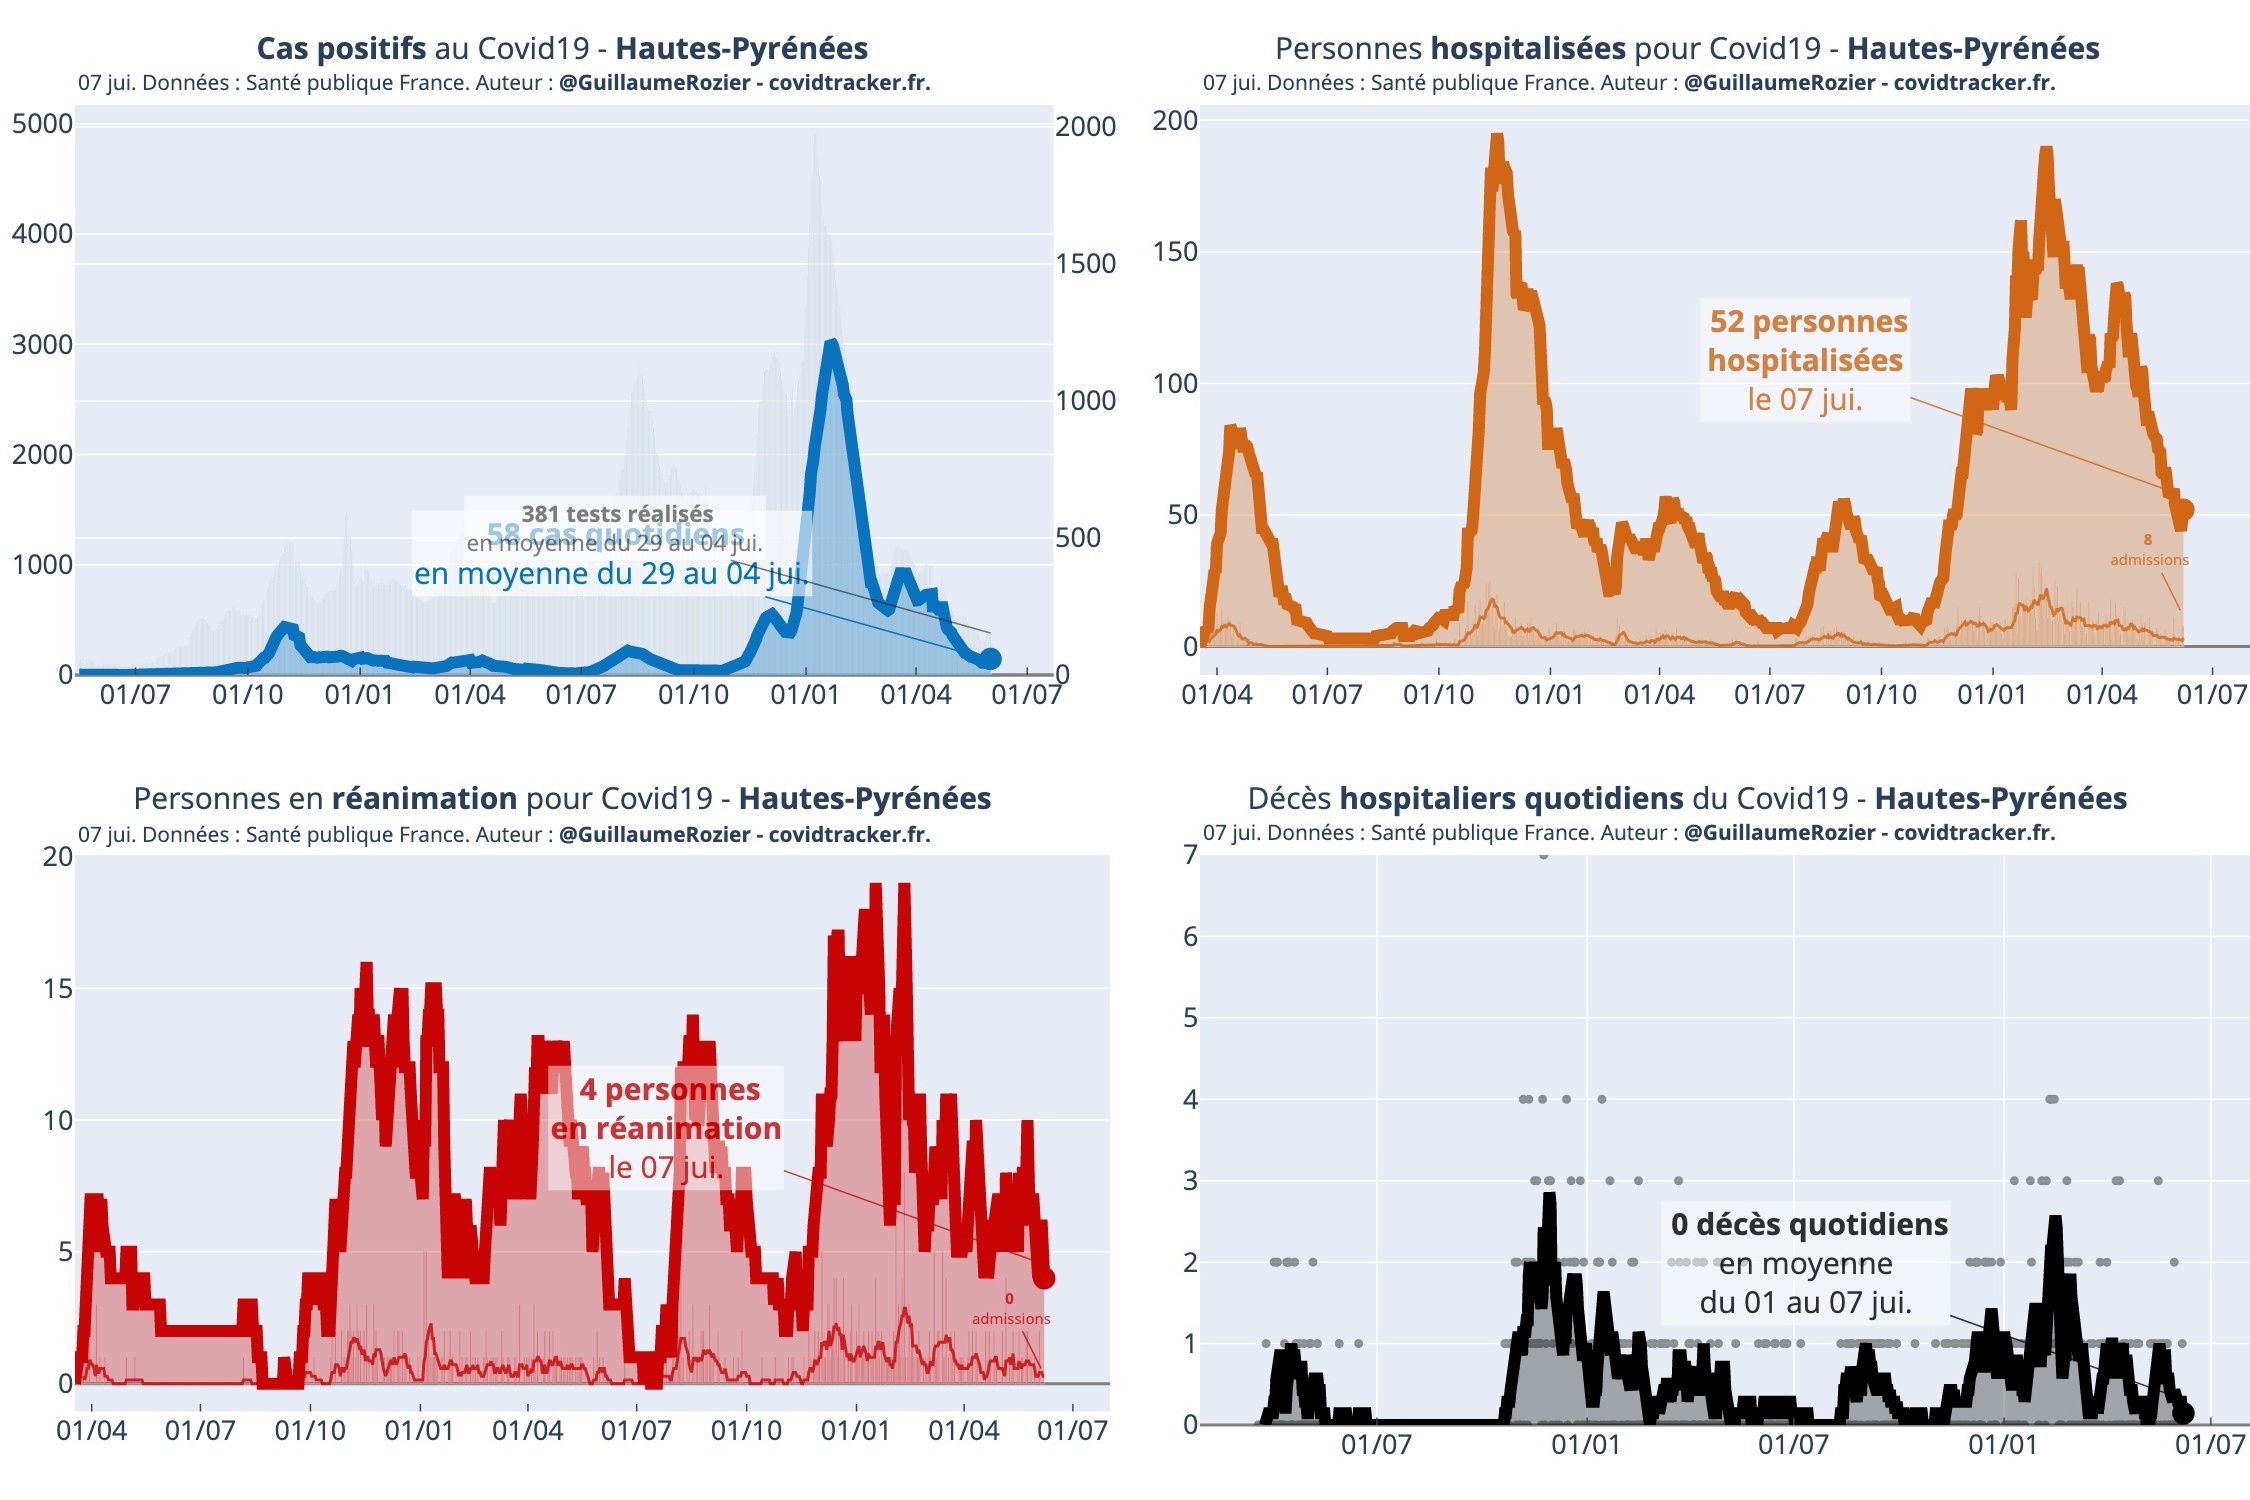 Cas positifs au Covid19 - Hautes-Pyrénées
07 jui. Données : Santé publique France. Auteur : @GuillaumeRozier - covidtracker.fr.
5000
4000
3000
2000
1000
0
2000
1500
1000
500
0
381 tests réalisés
58 cas quotidiens
en moyenne du 29 au 04 jui.
en moyenne du 29 au 04 jui.
01/07 01/10 01/01 01/04 01/07 01/10 01/01 01/04 01/07
Personnes hospitalisées pour Covid19 - Hautes-Pyrénées
07 jui. Données : Santé publique France. Auteur : @GuillaumeRozier - covidtracker.fr.
200
150
100
50
0
52 personnes
hospitalisées
le 07 jui.
8
admissions
01/04 01/07 01/10 01/01 01/04 01/07 01/10 01/01 01/04 01/07
Personnes en réanimation pour Covid19 - Hautes-Pyrénées
07 jui. Données : Santé publique France. Auteur : @GuillaumeRozier - covidtracker.fr.
20
15
10
5
0
4 personnes
en réanimation
le 07 jui.
0
admissions
01/04 01/07 01/10 01/01 01/04 01/07 01/10 01/01 01/04 01/07
Décès hospitaliers quotidiens du Covid19 - Hautes-Pyrénées
07 jui. Données : Santé publique France. Auteur : @GuillaumeRozier - covidtracker.fr.
7
6
5
4
3
2
1
0
0 décès quotidiens
en moyenne
du 01 au 07 jui.
01/07 01/01 01/07 01/01 01/07